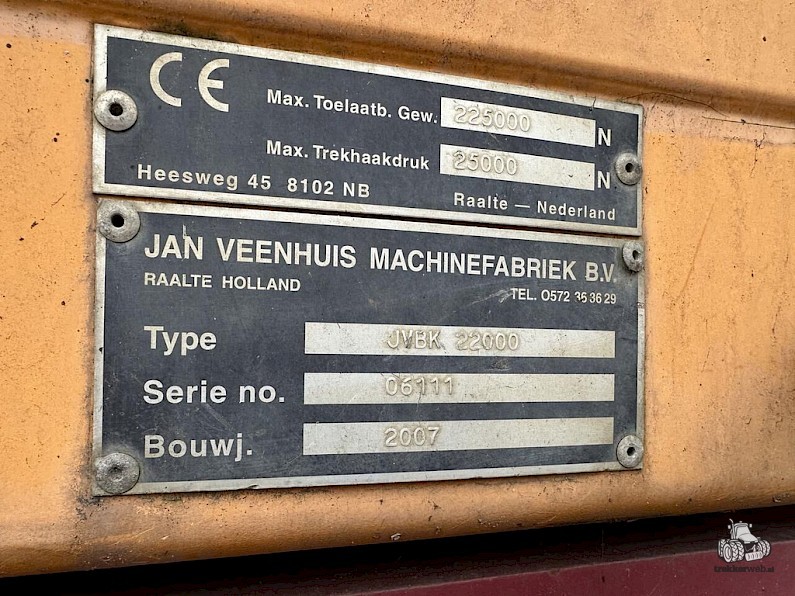 CE
Max. Toelaatb. Gew. 225000 N
Max. Trekhaakdruk 25000 N
Heesweg 45 8102 NB Raalte — Nederland
JAN VEENHUIS MACHINEFABRIEK B.V.
RAALTE HOLLAND TEL. 0572 36 36 29
Type JVBK 22000
Serie no. 06111
Bouwj. 2007